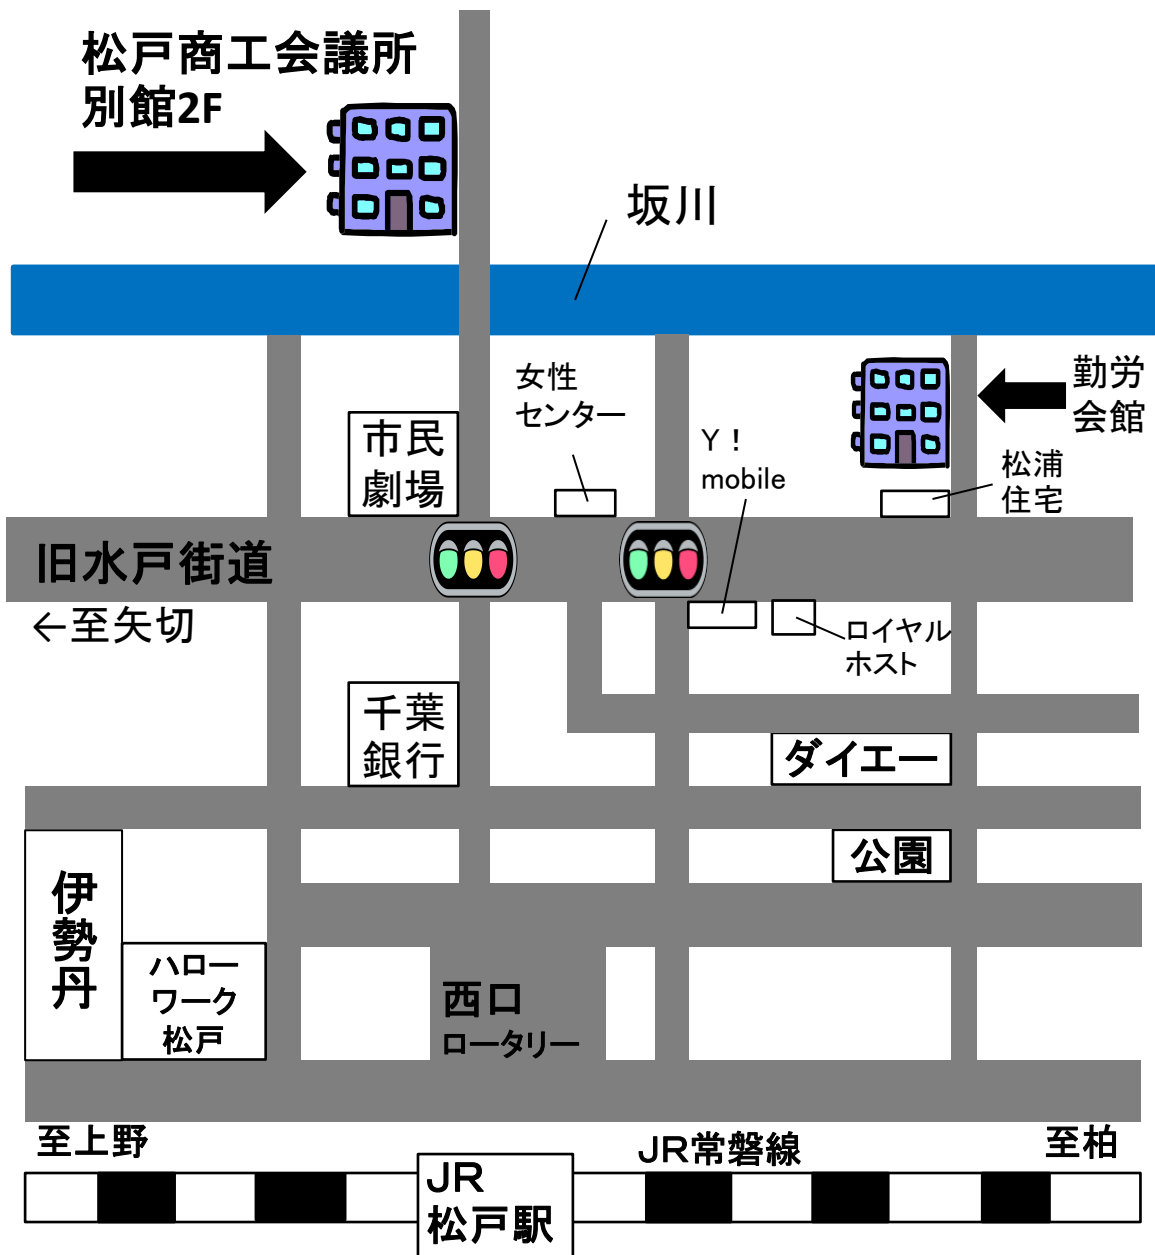 松戸商工会議所
別館2F
坂川
女性
センター
勤労
会館
市民
劇場
Y！
mobile
松浦
住宅
旧水戸街道
←至矢切
ロイヤル
ホスト
千葉
銀行
ダイエー
公園
伊勢丹
ハロー
ワーク
松戸
西口
ロータリー
至上野
JR常磐線
至柏
JR
松戸駅